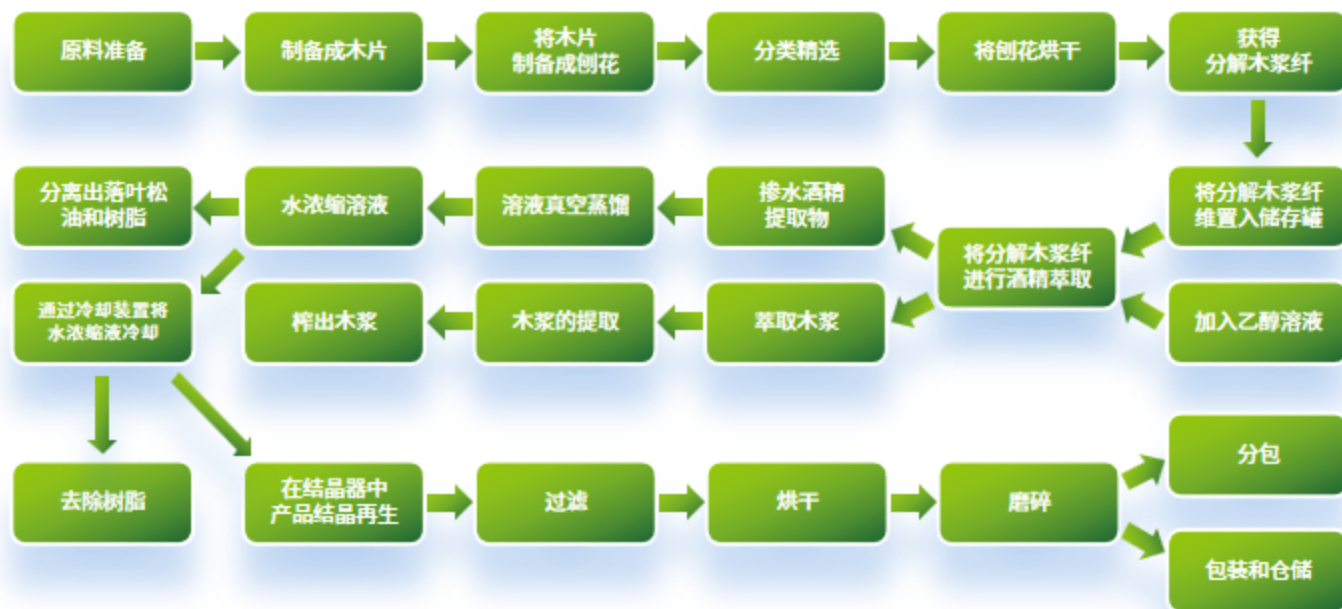 原料准备
制备成木片
将木片
制备成刨花
分类精选
将刨花烘干
获得
分解木浆纤
将分解木浆纤
维置入储存罐
加入乙醇溶液
将分解木浆纤
进行酒精萃取
掺水酒精
提取物
溶液真空蒸馏
水浓缩溶液
分离出落叶松
油和树脂
萃取木浆
木浆的提取
榨出木浆
通过冷却装置将
水浓缩液冷却
去除树脂
在结晶器中
产品结晶再生
过滤
烘干
磨碎
分包
包装和仓储